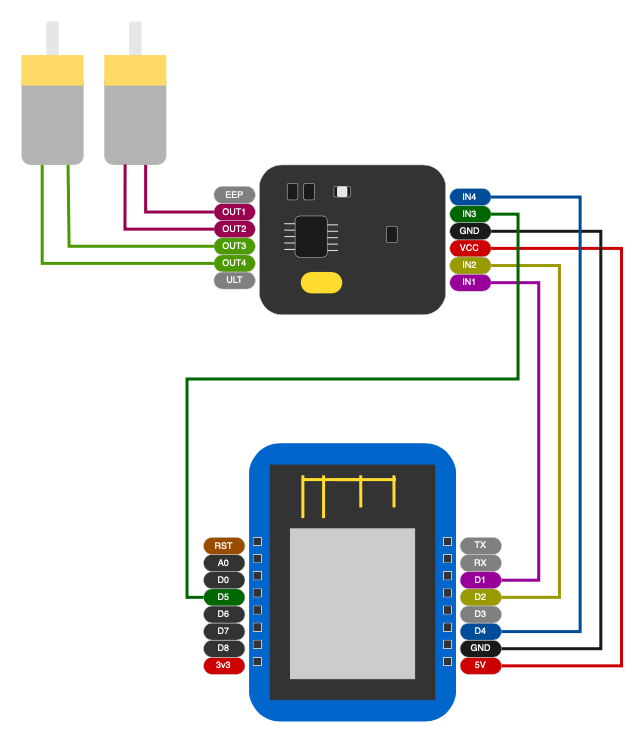 EEP
OUT1
OUT2
OUT3
OUT4
ULT
IN4
IN3
GND
VCC
IN2
IN1
RST
A0
D0
D5
D6
D7
D8
3v3
TX
RX
D1
D2
D3
D4
GND
5V